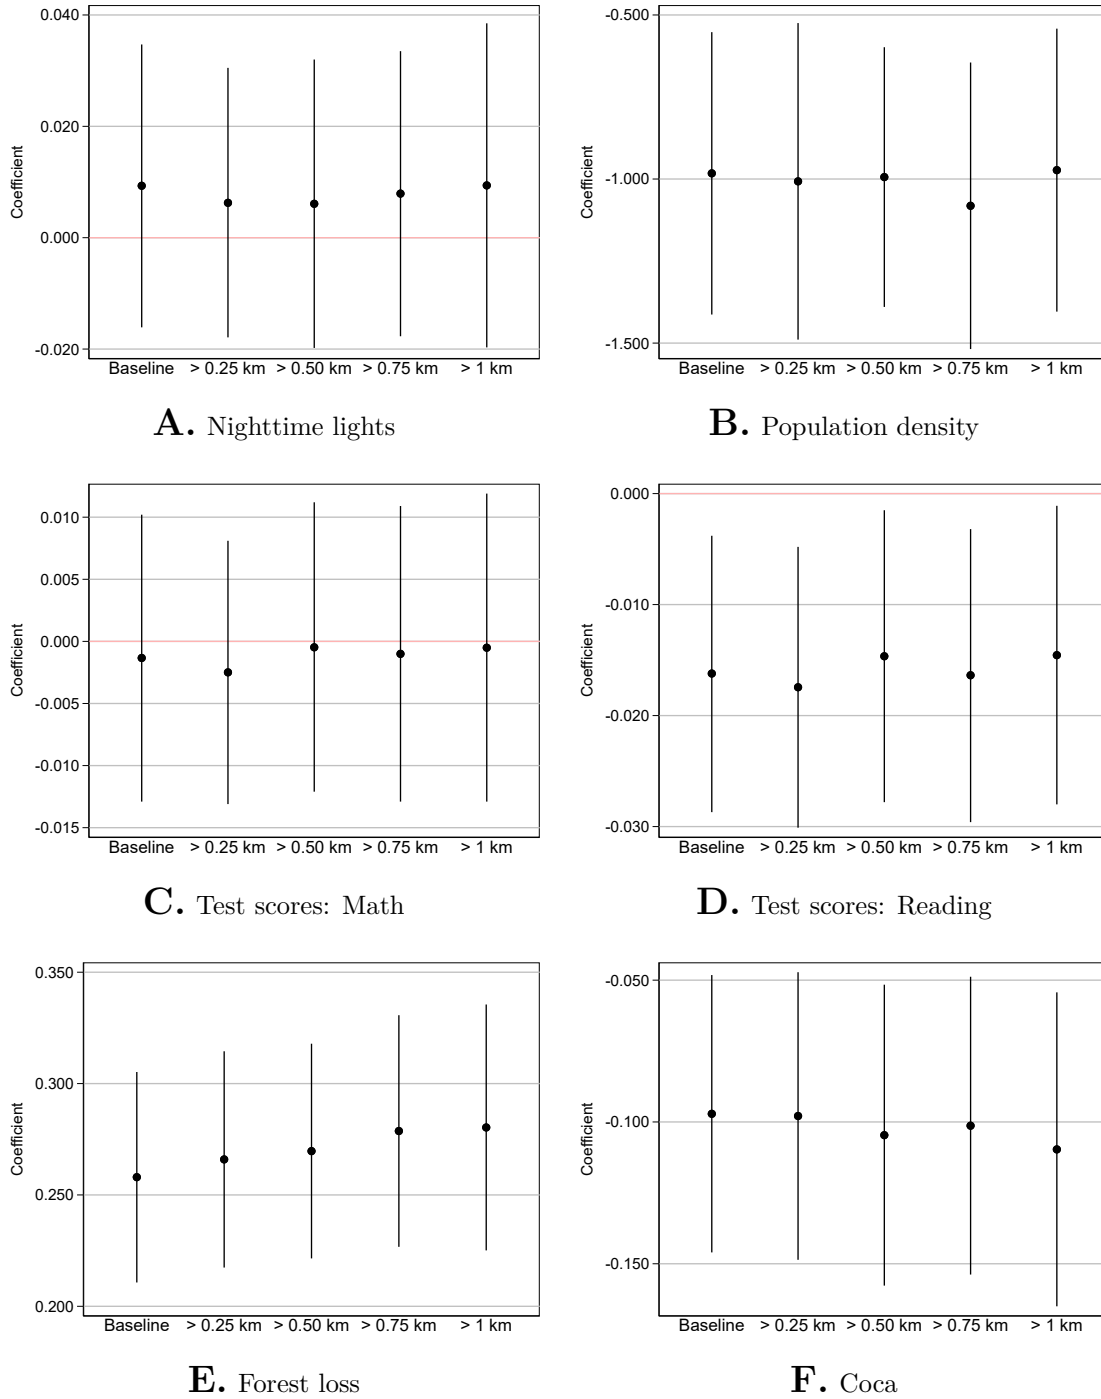 0.040
0.020
0.000
-0.020
Coefficient
Baseline > 0.25 km > 0.50 km > 0.75 km > 1 km
A. Nighttime lights
-0.500
-1.000
-1.500
Coefficient
Baseline > 0.25 km > 0.50 km > 0.75 km > 1 km
B. Population density
0.010
0.005
0.000
-0.005
-0.010
-0.015
Coefficient
Baseline > 0.25 km > 0.50 km > 0.75 km > 1 km
C. Test scores: Math
0.000
-0.010
-0.020
-0.030
Coefficient
Baseline > 0.25 km > 0.50 km > 0.75 km > 1 km
D. Test scores: Reading
0.350
0.300
0.250
0.200
Coefficient
Baseline > 0.25 km > 0.50 km > 0.75 km > 1 km
E. Forest loss
-0.050
-0.100
-0.150
Coefficient
Baseline > 0.25 km > 0.50 km > 0.75 km > 1 km
F. Coca